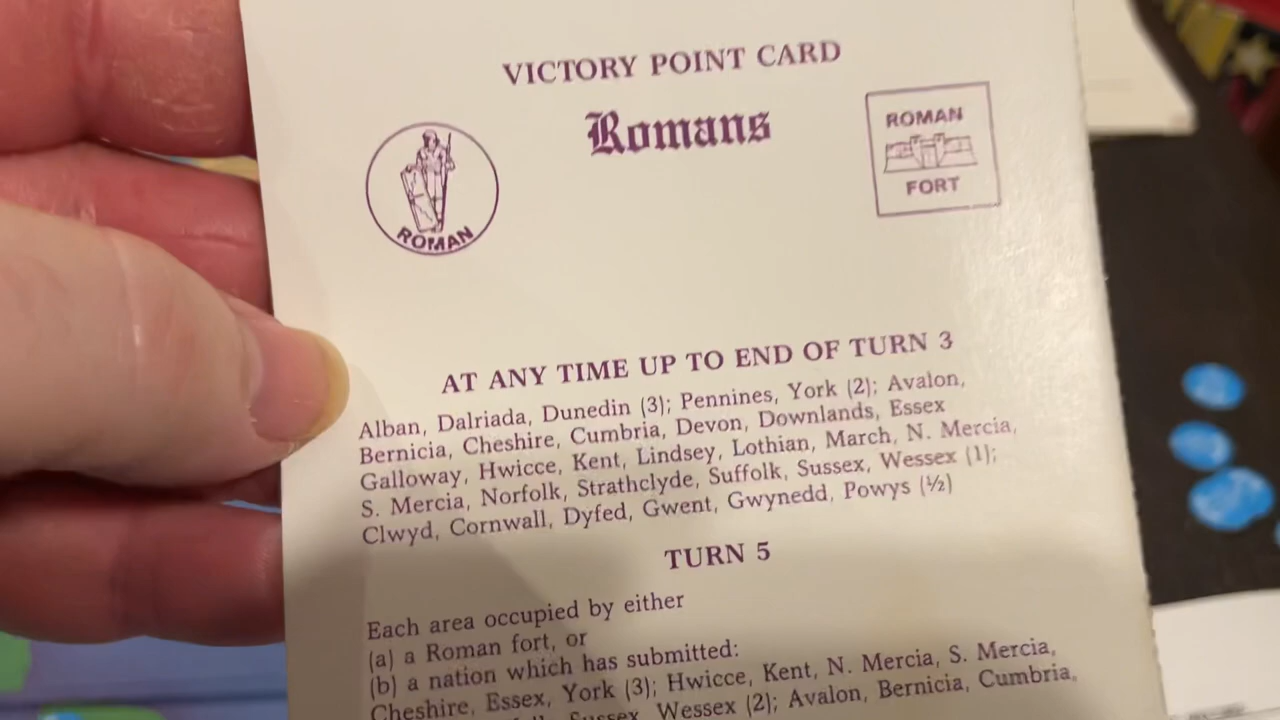 VICTORY POINT CARD
Romans
ROMAN
ROMAN
FORT
AT ANY TIME UP TO END OF TURN 3
Alban, Dalriada, Dunedin (3); Pennines, York (2); Avalon,
Bernicia, Cheshire, Cumbria, Devon, Downlands, Essex
Galloway, Hwicce, Kent, Lindsey, Lothian, March, N. Mercia,
S. Mercia, Norfolk, Strathclyde, Suffolk, Sussex, Wessex (1);
Clwyd, Cornwall, Dyfed, Gwent, Gwynedd, Powys (½)
TURN 5
Each area occupied by either
(a) a Roman fort, or
(b) a nation which has submitted:
Cheshire, Essex, York (3); Hwicce, Kent, N. Mercia, S. Mercia,
Sussex, Wessex (2); Avalon, Bernicia, Cumbria,